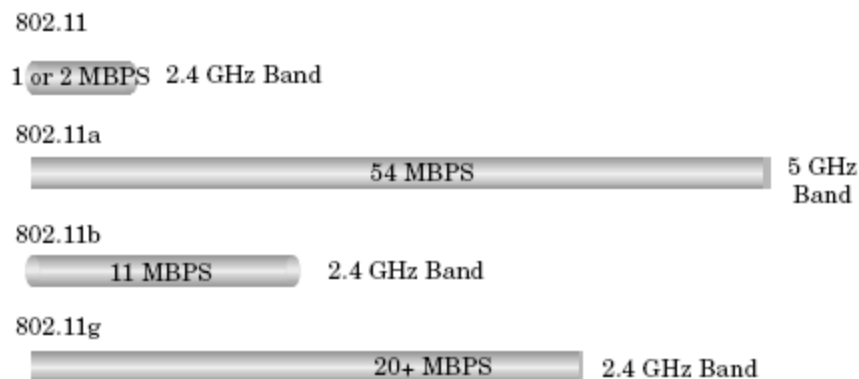 802.11
1 or 2 MBPS 2.4 GHz Band
802.11a
54 MBPS 5 GHz
Band
802.11b
11 MBPS 2.4 GHz Band
802.11g
20+ MBPS 2.4 GHz Band